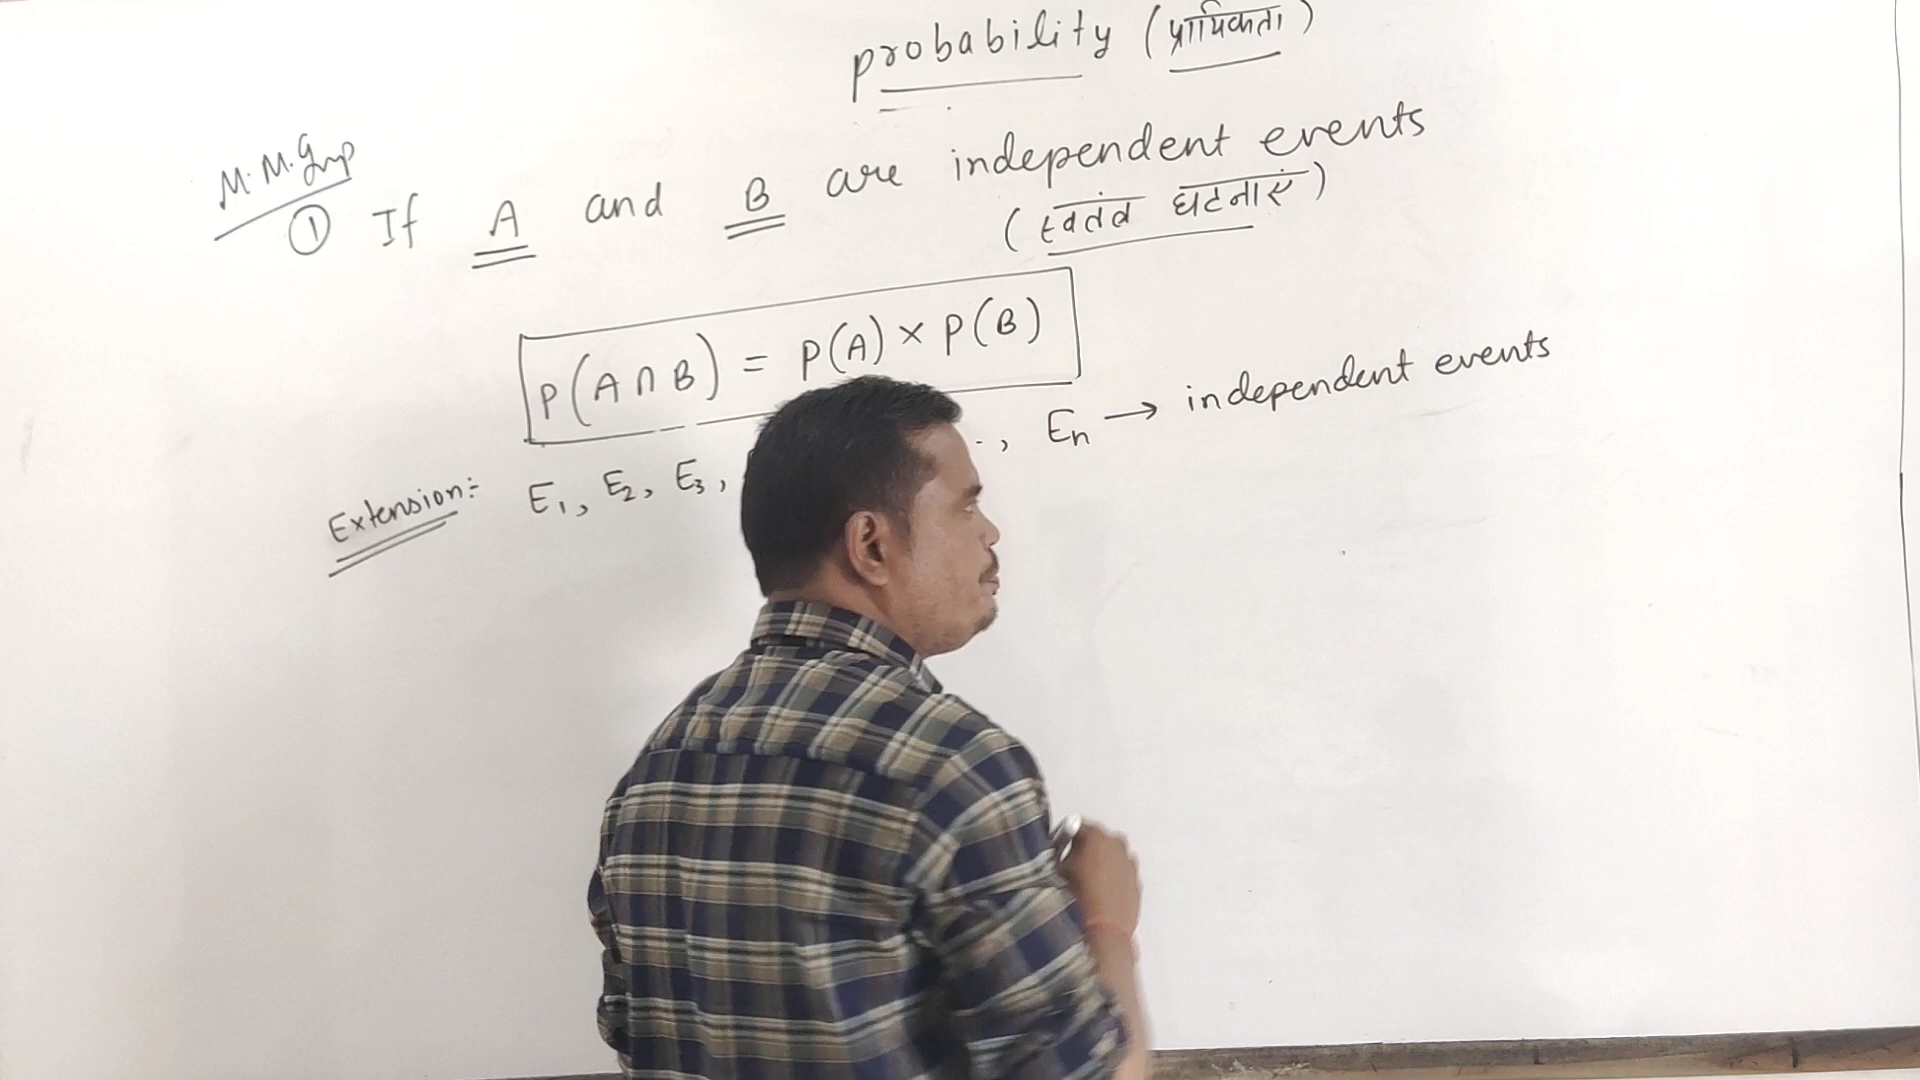 probability (प्रायिकता)
M.M.Gup
① If A and B are independent events
(स्वतंत्र घटनाएं)
P(A∩B) = P(A) × P(B)
Extension:- E₁, E₂, E₃, ., Eₙ → independent events